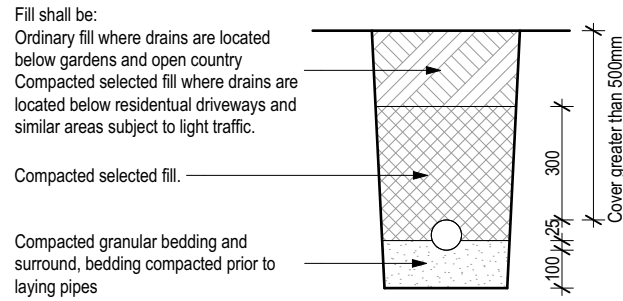 Fill shall be:
Ordinary fill where drains are located
below gardens and open country
Compacted selected fill where drains are
located below residentual driveways and
similar areas subject to light traffic.
Compacted selected fill.
Compacted granular bedding and
surround, bedding compacted prior to
laying pipes
300
25
100
Cover greater than 500mm